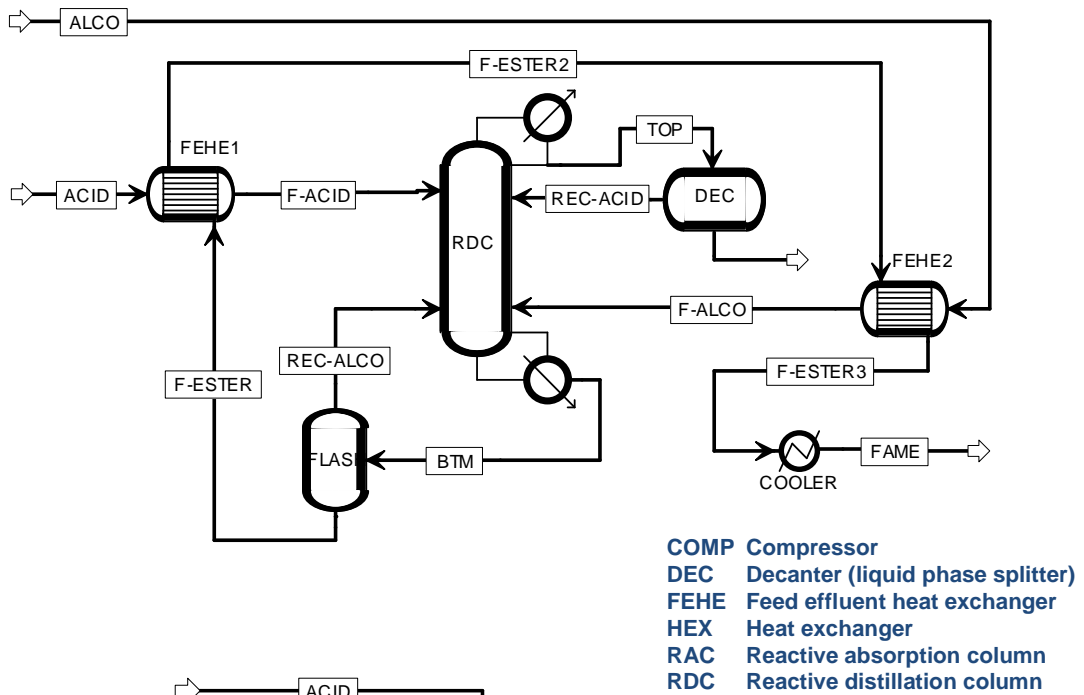 ALCO
F-ESTER2
TOP
FEHE1
ACID
F-ACID
REC-ACID
DEC
RDC
FEHE2
F-ALCO
REC-ALCO
F-ESTER
F-ESTER3
BTM
FAME
COOLER
COMP Compressor
DEC Decanter (liquid phase splitter)
FEHE Feed effluent heat exchanger
HEX Heat exchanger
RAC Reactive absorption column
RDC Reactive distillation column
ACID